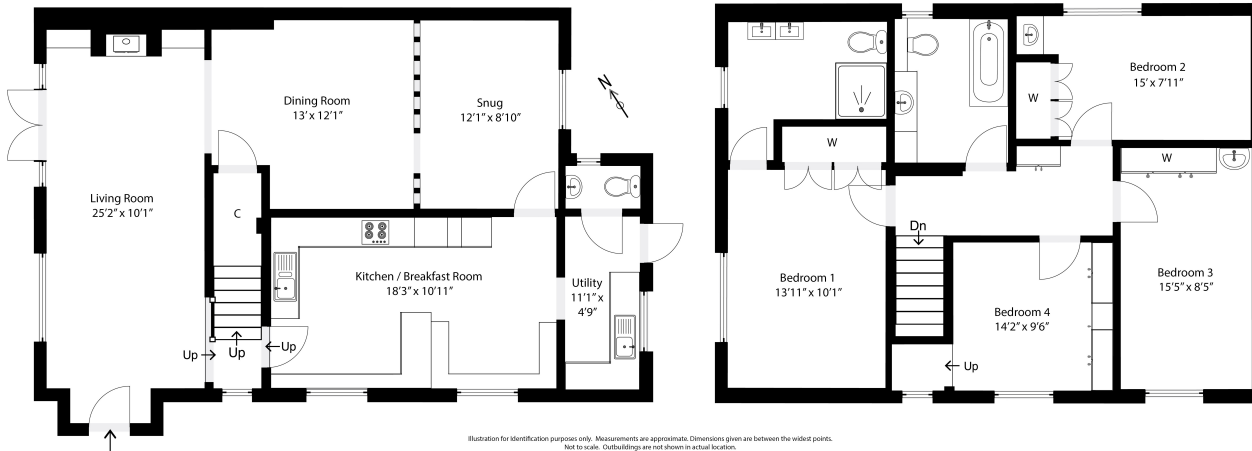 Living Room
25’2” x 10’1”
Dining Room
13’ x 12’1”
Snug
12’1” x 8’10”
N
C
Kitchen / Breakfast Room
18’3” x 10’11”
Utility
11’1” x
4’9”
Up
Up
Up
W
Bedroom 1
13’11” x 10’1”
Dn
W
Bedroom 2
15’ x 7’11”
W
Bedroom 3
15’5” x 8’5”
Bedroom 4
14’2” x 9’6”
Up
Illustration for Identification purposes only. Measurements are approximate. Dimensions given are between the widest points.
Not to scale. Outbuildings are not shown in actual location.